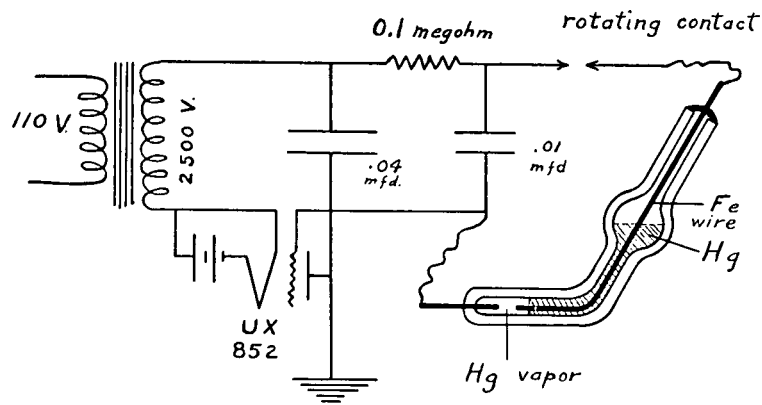 0.1 megohm
rotating contact
110 V.
2500 V.
.04
mfd.
.01
mfd
Fe
wire
Hg
UX
852
Hg vapor